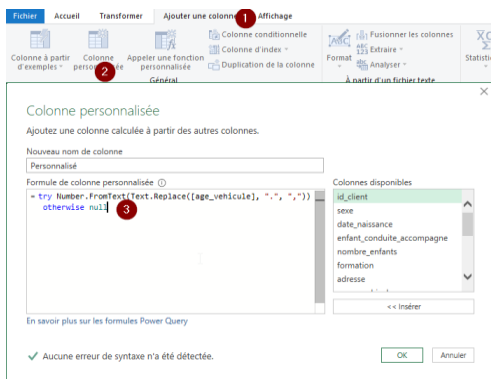 Fichier Accueil Transformer Ajouter une colonne Affichage
1
Colonne à partir d'exemples
Colonne personnalisée
2
Appeler une fonction personnalisée
Colonne conditionnelle
Colonne d'index
Duplication de la colonne
Général
Format
ABC
Fusionner les colonnes
ABC 123 Extraire
ABC Analyser
À partir d'un fichier texte
Colonne personnalisée
Ajoutez une colonne calculée à partir des autres colonnes.
Nouveau nom de colonne
Personnalisé
Formule de colonne personnalisée
= try Number.FromText(Text.Replace([age_vehicule], ".", ","))
otherwise null
3
Colonnes disponibles
id_client
sexe
date_naissance
enfant_conduite_accompagne
nombre_enfants
formation
adresse
<< Insérer
En savoir plus sur les formules Power Query
Aucune erreur de syntaxe n'a été détectée.
OK Annuler